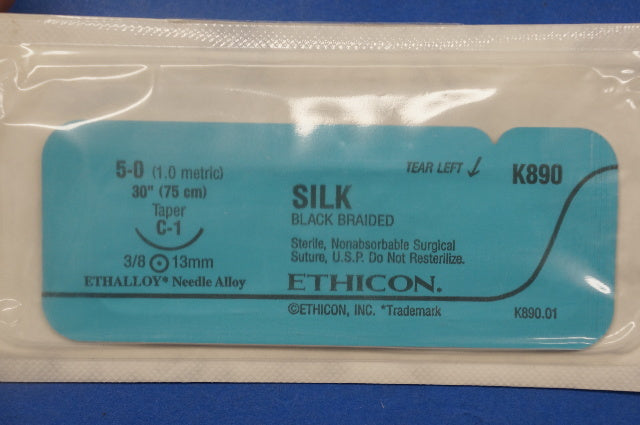 5-0 (1.0 metric)
30" (75 cm)
Taper
C-1
3/8 13mm
ETHALLOY* Needle Alloy
TEAR LEFT
K890
SILK
BLACK BRAIDED
Sterile, Nonabsorbable Surgical
Suture, U.S.P. Do Not Resterilize.
ETHICON.
©ETHICON, INC. *Trademark
K890.01